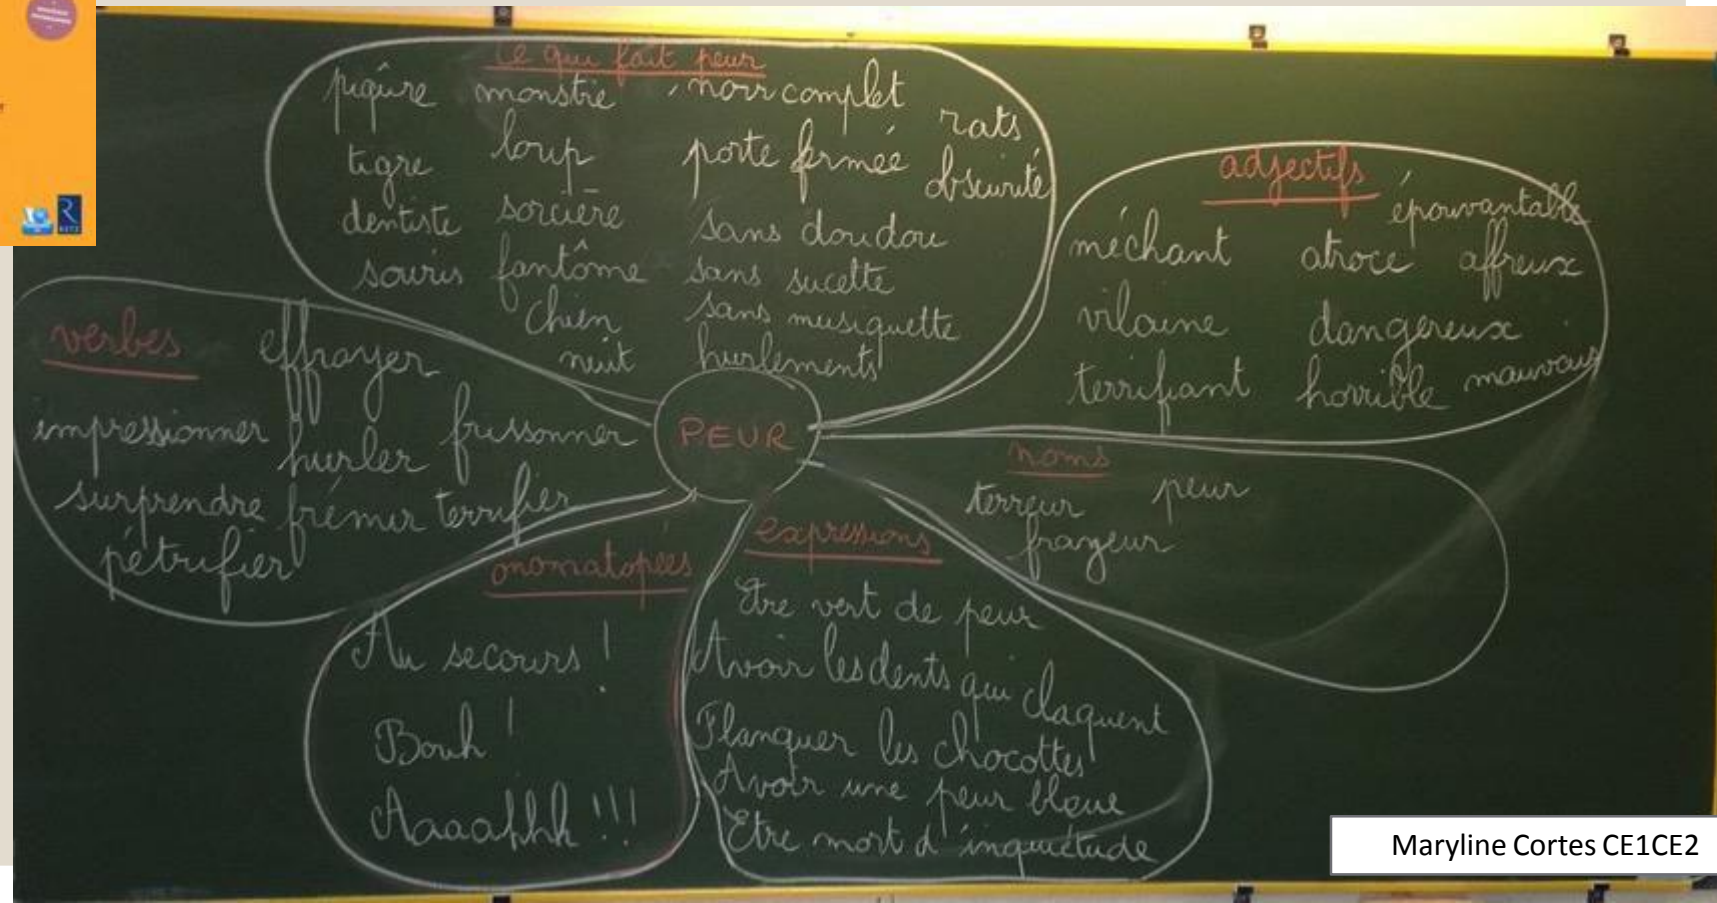 Ce qui fait peur
piqûre monstre noir complet
rats
tigre loup porte fermée
obscurité
dentiste sorcière sans doudou
souris fantôme sans sucette
chien sans musiquette
nuit hurlements
adjectifs
épouvantable
méchant atroce affreux
vilaine dangereux
terrifiant horrible mauvais
verbes effrayer
impressionner hurler frissonner
surprendre frémir terrifier
pétrifier
PEUR
noms
terreur peur
frayeur
onomatopées
Au secours !
Bouh !
Aaaahhh !!!
expressions
Etre vert de peur
Avoir les dents qui claquent
Flanquer les chocottes
Avoir une peur bleue
Etre mort d'inquiétude
Maryline Cortes CE1CE2
RETZ